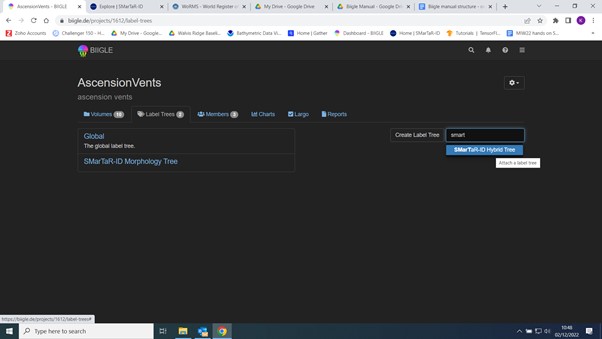 AscensionVents - BIIGLE
Explore | SMarTaR-ID
WoRMS - World Register
My Drive - Google Drive
Biigle Manual - Google Dri
Biigle manual structure -
biigle.de/projects/1612/label-trees
Zoho Accounts
Challenger 150 - H
My Drive - Google
Wakis Ridge Baseli
Bathymetric Data Vi
Home | Gather
Dashboard - BIIGLE
Home | SMarTaR-ID
Tutorials | TensorFl
MIW22 hands on S
BIIGLE
AscensionVents
ascension vents
Volumes 10
Label Trees 2
Members 3
Charts
Largo
Reports
Global
The global label tree.
SMarTaR-ID Morphology Tree
Create Label Tree
smart
SMarTaR-ID Hybrid Tree
Attach a label tree
https://biigle.de/projects/1612/label-trees#
Type here to search
10:48
02/12/2022